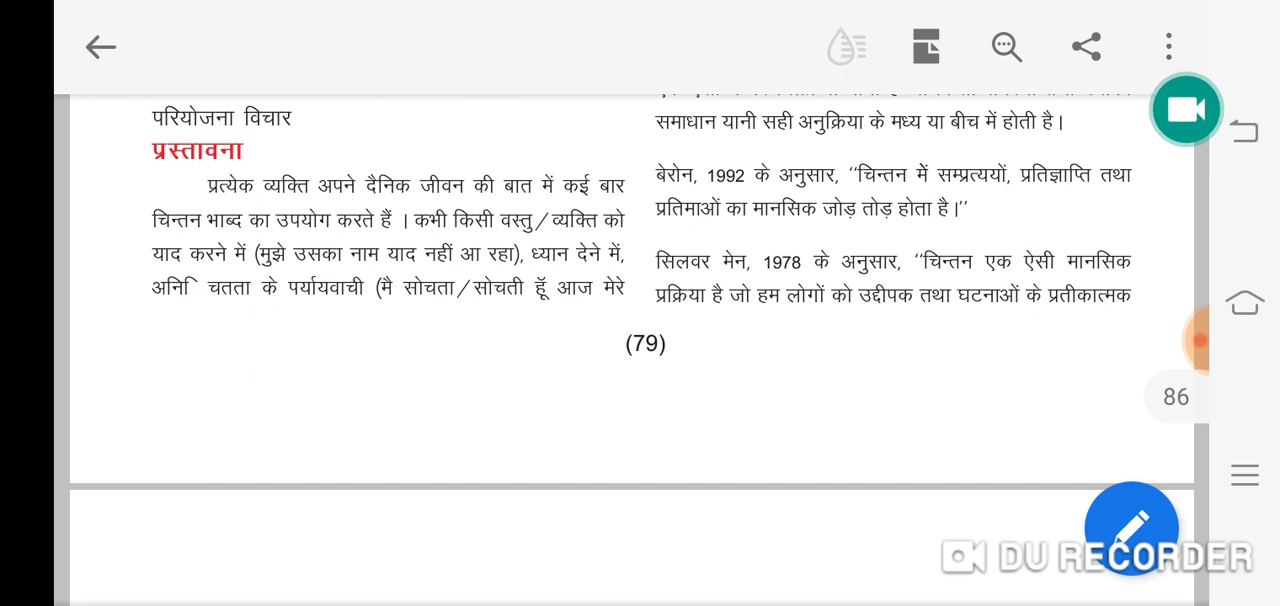 परियोजना विचार
प्रस्तावना
प्रत्येक व्यक्ति अपने दैनिक जीवन की बात में कई बार
चिन्तन भाब्द का उपयोग करते हैं । कभी किसी वस्तु/व्यक्ति को
याद करने में (मुझे उसका नाम याद नहीं आ रहा), ध्यान देने में,
चतता के पर्यायवाची (मै सोचता/सोचती हूॅ आज मेरे
समाधान यानी सही अनुक्रिया के मध्य या बीच में होती है।
बेरोन, 1992 के अनुसार, ‘‘चिन्तन में सम्प्रत्ययों, प्रतिज्ञाप्ति तथा
प्रतिमाओं का मानसिक जोड़ तोड़ होता है।’’
सिलवर मेन, 1978 के अनुसार, ‘‘चिन्तन एक ऐसी मानसिक
प्रक्रिया है जो हम लोगों को उद्दीपक तथा घटनाओं के प्रतीकात्मक
(79)
86
DU RECORDER